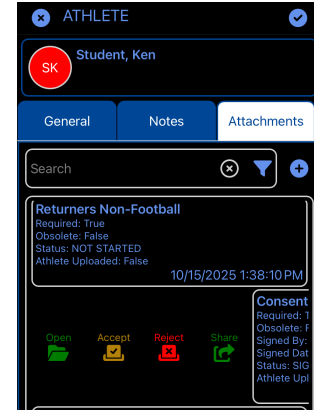 ATHLETE
SK
Student, Ken
General
Notes
Attachments
Search
Returners Non-Football
Required: True
Obsolete: False
Status: NOT STARTED
Athlete Uploaded: False
10/15/2025 1:38:10 PM
Open
Accept
Reject
Share
Consent
Required: T
Obsolete: F
Signed By:
Signed Dat
Status: SIG
Athlete Upl